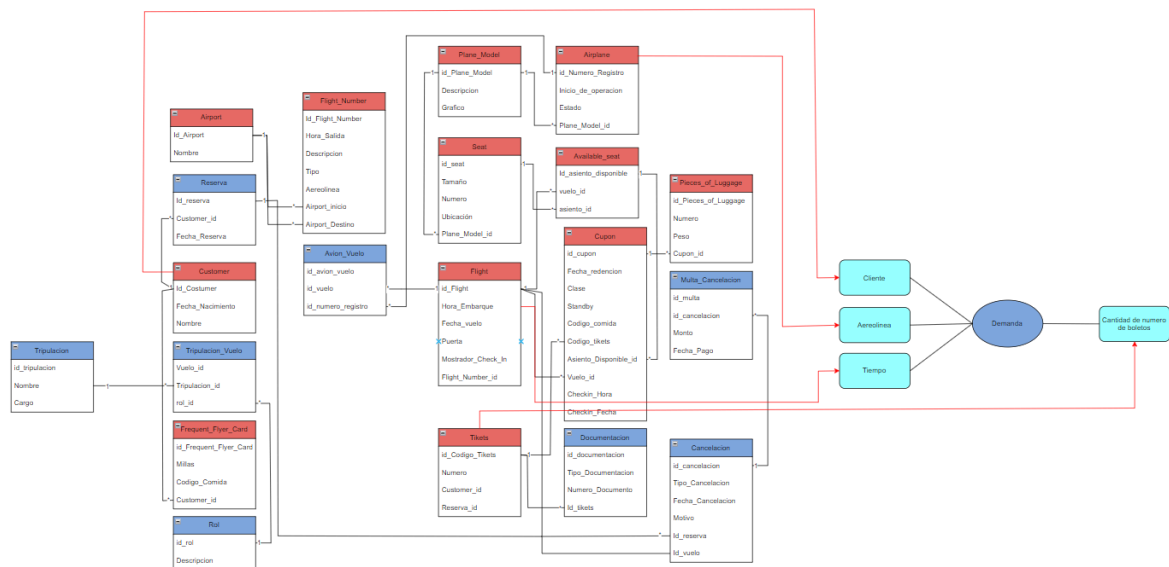 Plane_Model
id_Plane_Model
Descripcion
Grafico
Airplane
id_Numero_Registro
Inicio_de_operacion
Estado
Plane_Model_id
Flight_Number
Id_Flight_Number
Hora_Salida
Descripcion
Tipo
Aereolinea
Airport_inicio
Airport_Destino
Airport
Id_Airport
Nombre
Seat
id_seat
Tamaño
Numero
Ubicación
Plane_Model_id
Available_seat
Id_asiento_disponible
vuelo_id
asiento_id
Reserva
Id_reserva
Customer_id
Fecha_Reserva
Pieces_of_Luggage
id_Pieces_of_Luggage
Numero
Peso
Cupon_id
Avion_Vuelo
id_avion_vuelo
id_vuelo
id_numero_registro
Cupon
id_cupon
Fecha_redencion
Clase
Standby
Codigo_comida
Codigo_tikets
Asiento_Disponible_id
Vuelo_id
Checkin_Hora
Checkin_Fecha
Customer
Id_Costumer
Fecha_Nacimiento
Nombre
Flight
id_Flight
Hora_Embarque
Fecha_vuelo
Puerta
Mostrador_Check_In
Flight_Number_id
Multa_Cancelacion
id_multa
id_cancelacion
Monto
Fecha_Pago
Cliente
Aereolinea
Tiempo
Demanda
Cantidad de numero
de boletos
Tripulacion
id_tripulacion
Nombre
Cargo
Tripulacion_Vuelo
Vuelo_id
Tripulacion_id
rol_id
Frequent_Flyer_Card
id_Frequent_Flyer_Card
Millas
Codigo_Comida
Customer_id
Tikets
id_Codigo_Tikets
Numero
Customer_id
Reserva_id
Documentacion
id_documentacion
Tipo_Documentacion
Numero_Documento
Id_tikets
Cancelacion
id_cancelacion
Tipo_Cancelacion
Fecha_Cancelacion
Motivo
Id_reserva
Id_vuelo
Rol
id_rol
Descripcion